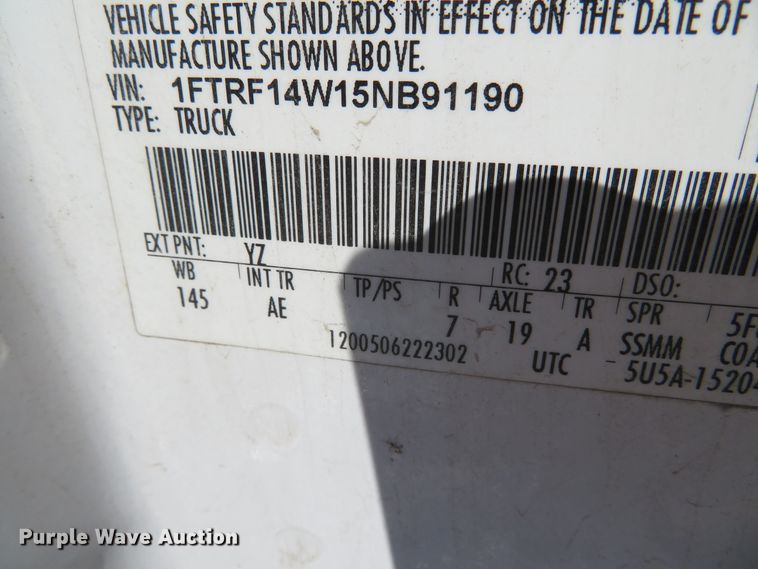 VEHICLE SAFETY STANDARDS IN EFFECT ON THE DATE OF
MANUFACTURE SHOWN ABOVE.
VIN: 1FTRF14W15NB91190
TYPE: TRUCK
EXT PNT: YZ RC: 23 DSO:
WB INT TR TP/PS R AXLE TR SPR
145 AE 7 19 A
1200506222302 UTC SSMM
5U5A-15204
Purple Wave Auction